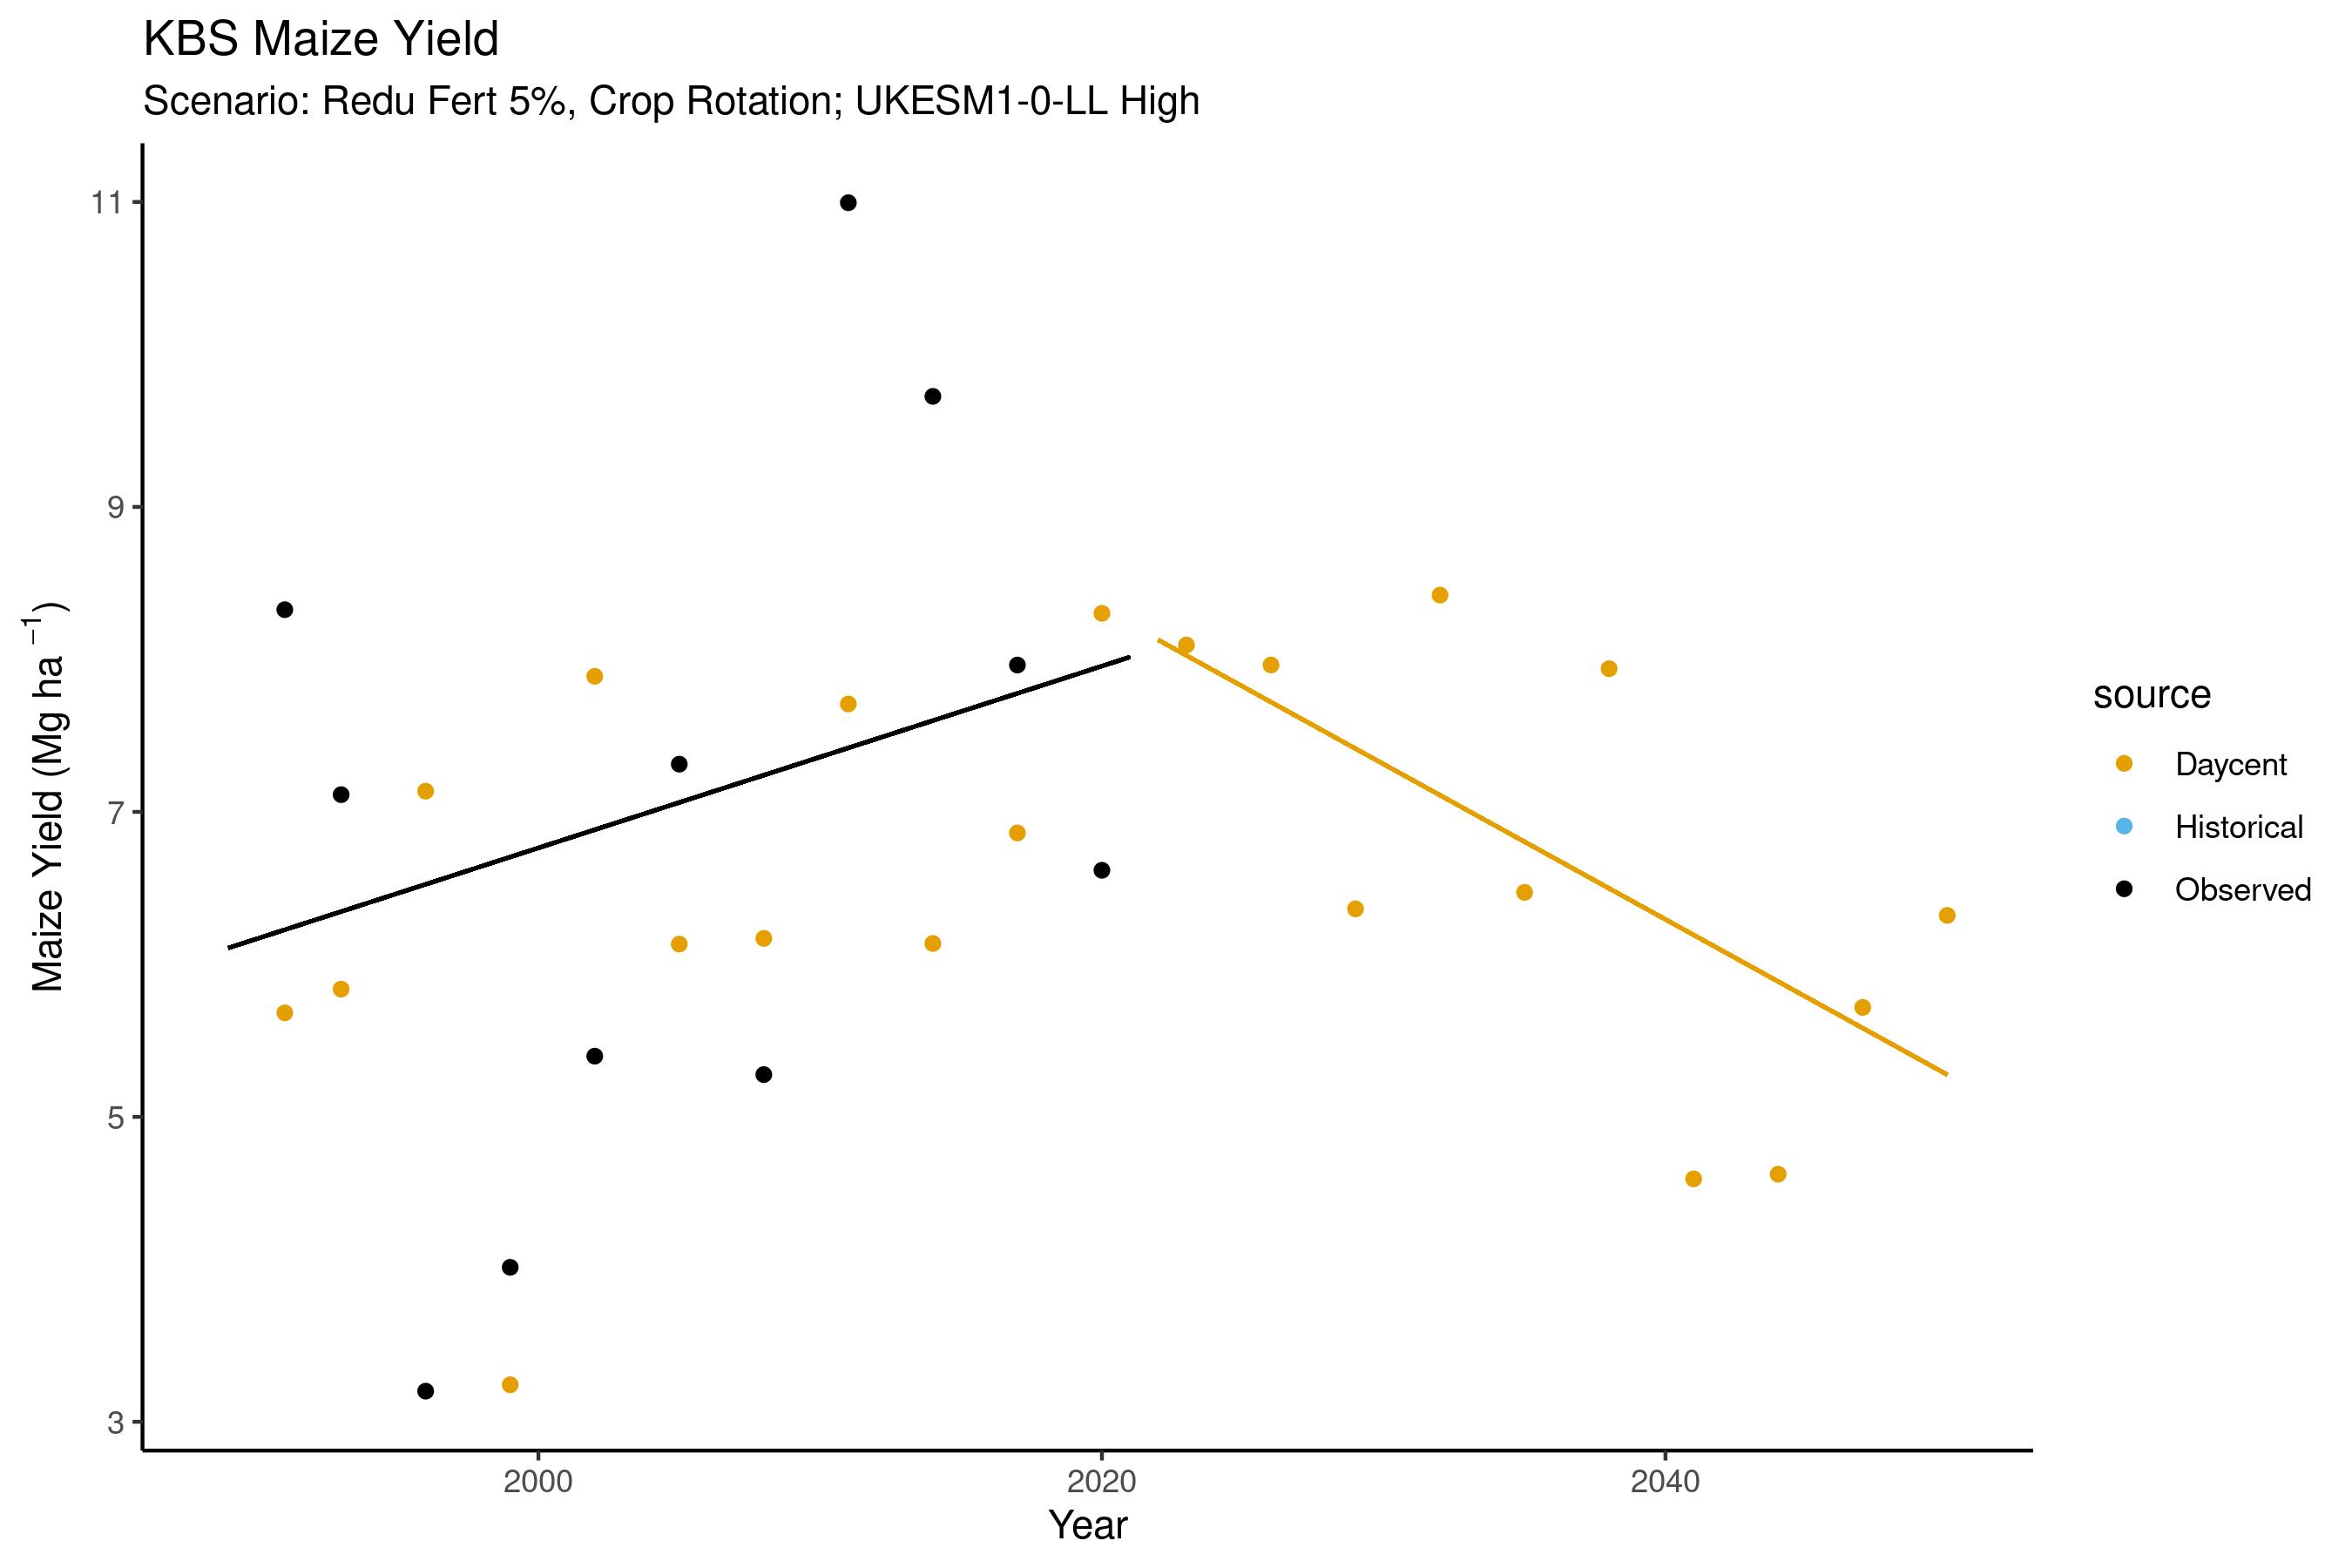 KBS Maize Yield
Scenario: Redu Fert 5%, Crop Rotation; UKESM1-0-LL High
11
9
7
5
3
Maize Yield (Mg ha −1)
2000
2020
2040
Year
source
Daycent
Historical
Observed